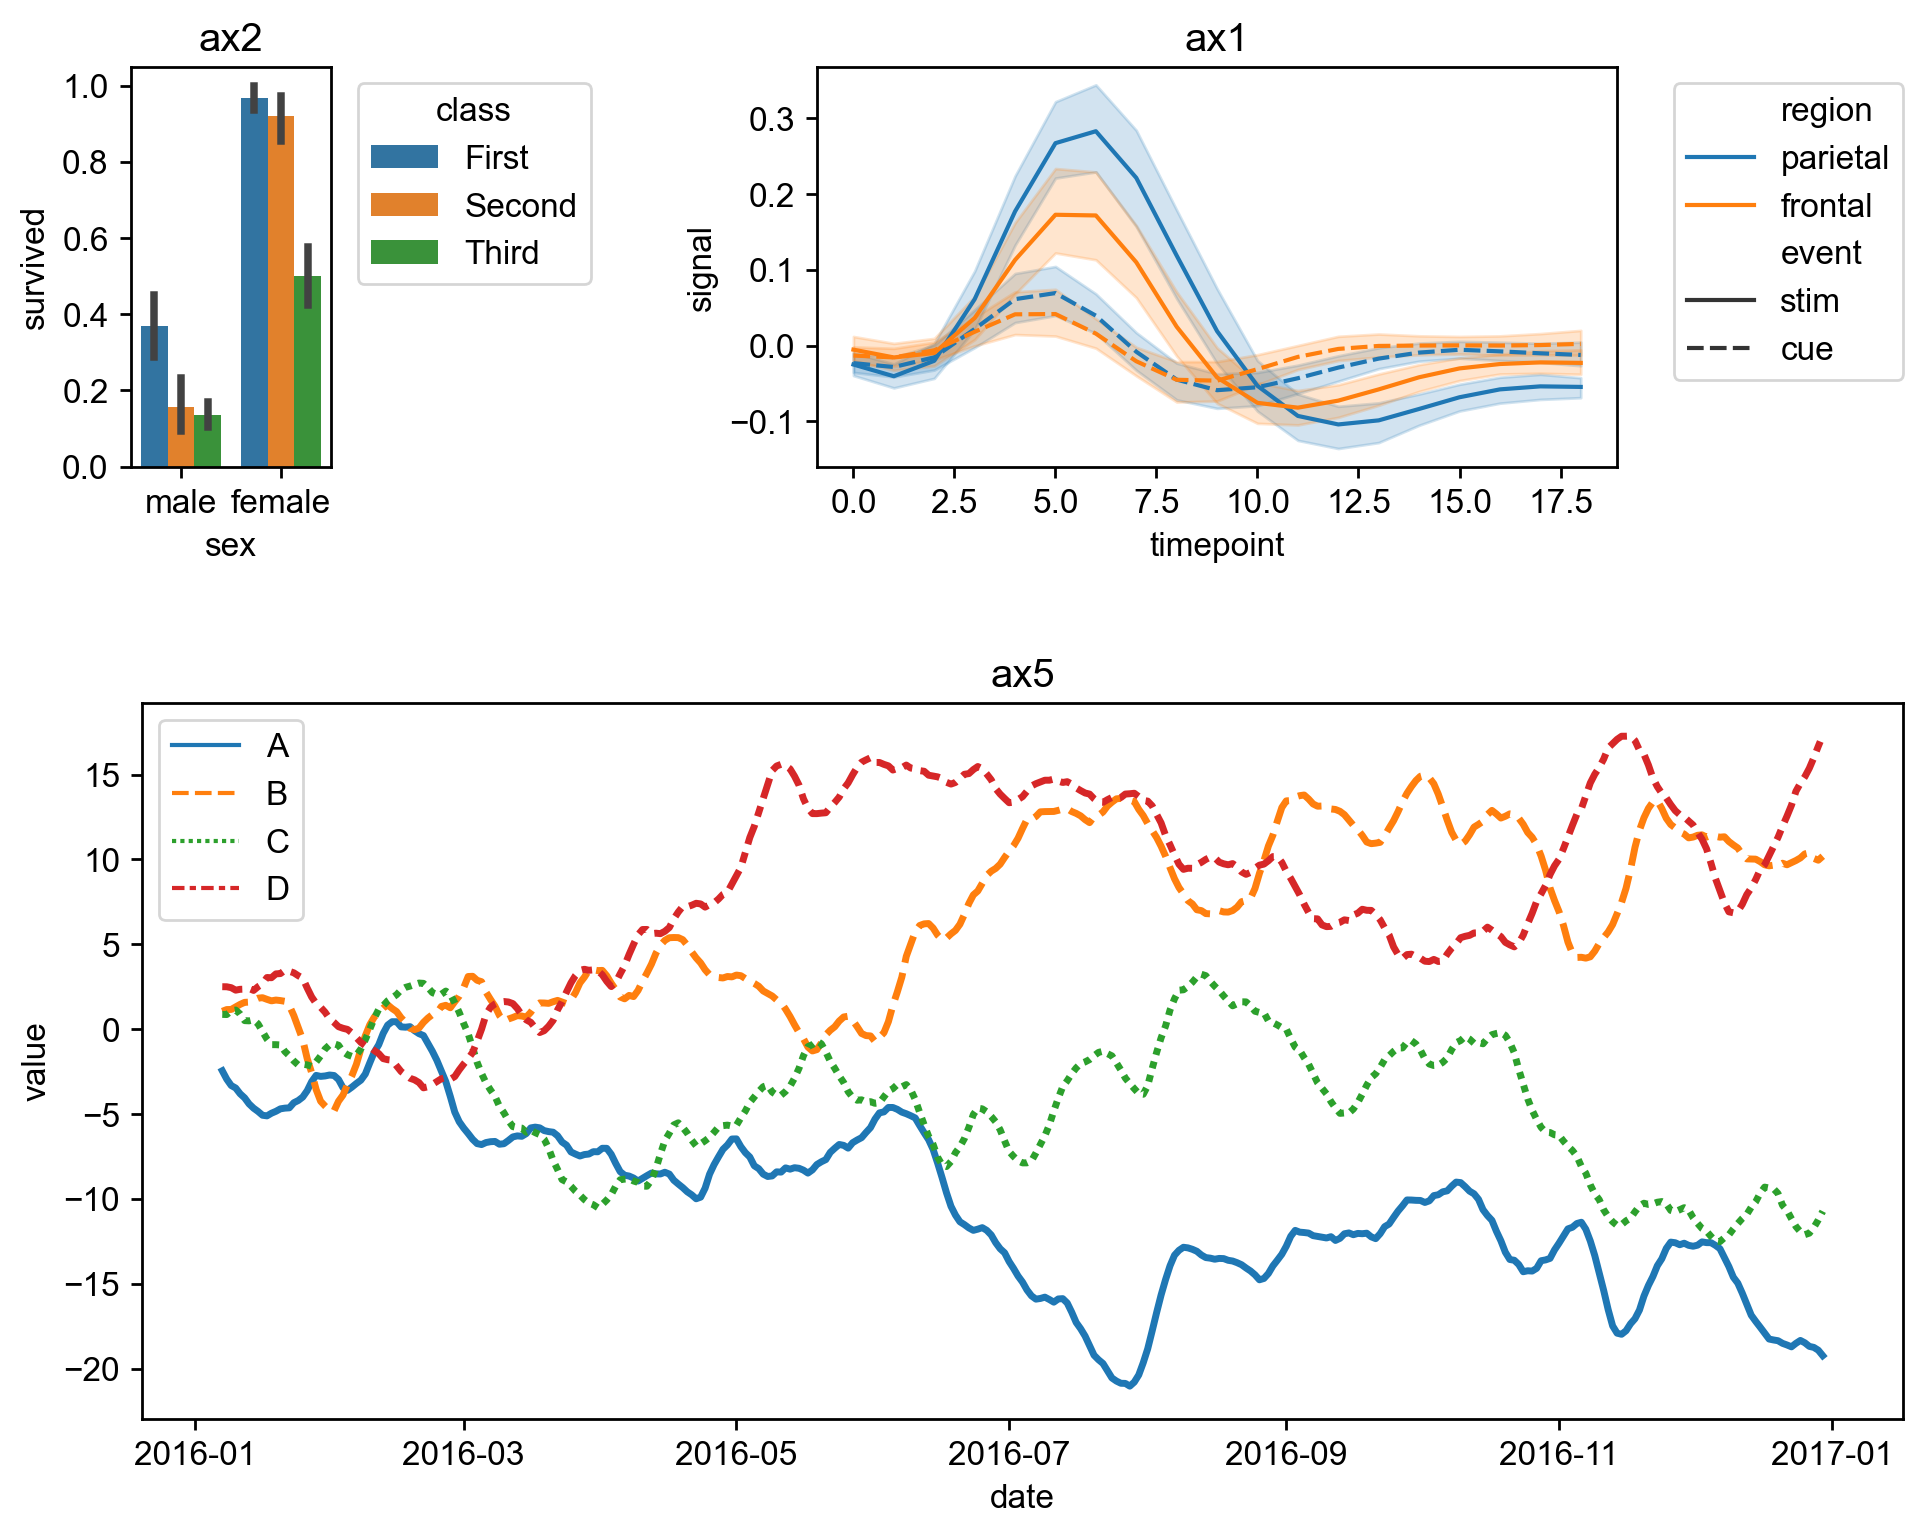 ax2
survived
1.0
0.8
0.6
0.4
0.2
0.0
male female
sex
class
First
Second
Third
ax1
signal
0.3
0.2
0.1
0.0
−0.1
0.0 2.5 5.0 7.5 10.0 12.5 15.0 17.5
timepoint
region
parietal
frontal
event
stim
cue
ax5
value
15
10
5
0
−5
−10
−15
−20
A
B
C
D
2016-01 2016-03 2016-05 2016-07 2016-09 2016-11 2017-01
date